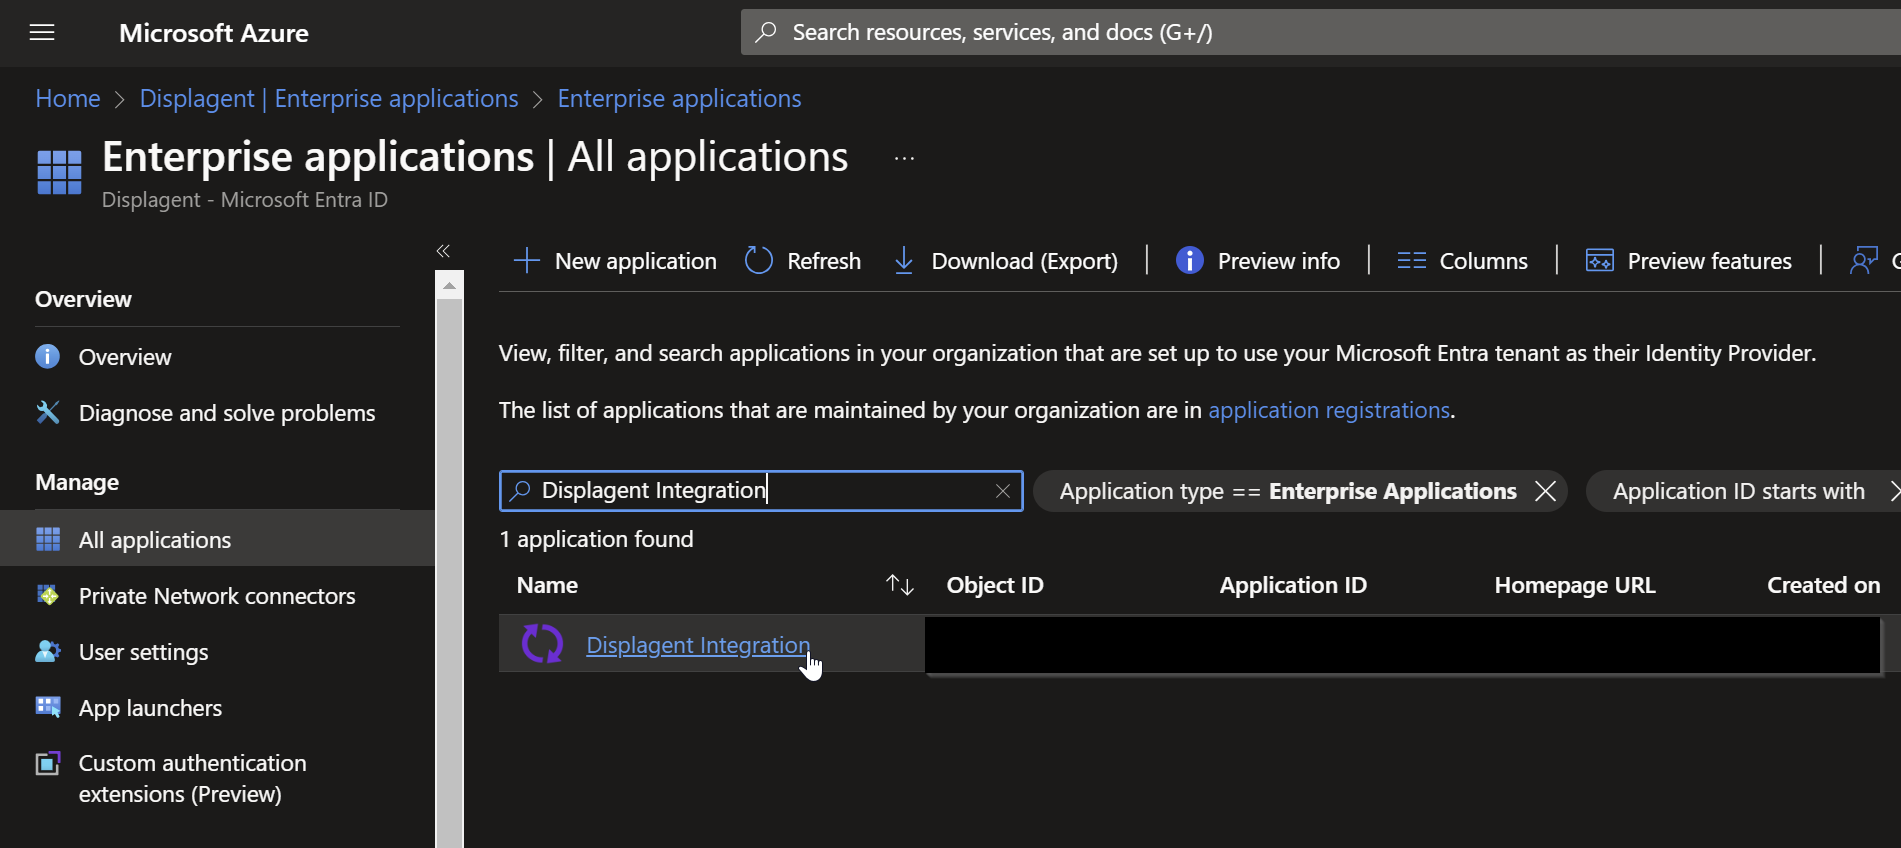 Microsoft Azure
Search resources, services, and docs (G+/)
Home > Displagent | Enterprise applications > Enterprise applications
Enterprise applications | All applications ...
Displagent - Microsoft Entra ID
«
New application Refresh Download (Export) | Preview info | Columns | Preview features |
Overview
Overview
Diagnose and solve problems
Manage
All applications
Private Network connectors
User settings
App launchers
Custom authentication
extensions (Preview)
View, filter, and search applications in your organization that are set up to use your Microsoft Entra tenant as their Identity Provider.
The list of applications that are maintained by your organization are in application registrations.
Displagent Integration
Application type == Enterprise Applications
Application ID starts with
1 application found
Name Object ID Application ID Homepage URL Created on
Displagent Integration